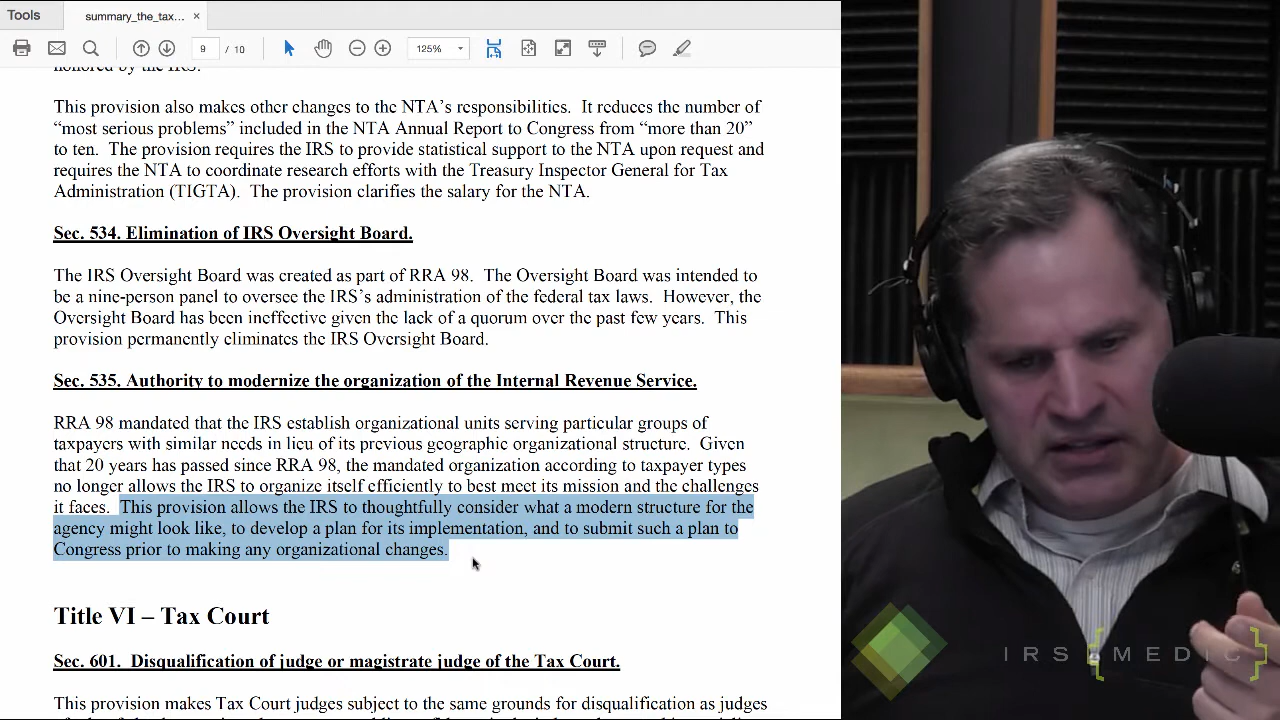 Tools
summary_the_tax... ×
9 / 10
125%
honored by the IRS.
This provision also makes other changes to the NTA’s responsibilities. It reduces the number of
“most serious problems” included in the NTA Annual Report to Congress from “more than 20”
to ten. The provision requires the IRS to provide statistical support to the NTA upon request and
requires the NTA to coordinate research efforts with the Treasury Inspector General for Tax
Administration (TIGTA). The provision clarifies the salary for the NTA.
Sec. 534. Elimination of IRS Oversight Board.
The IRS Oversight Board was created as part of RRA 98. The Oversight Board was intended to
be a nine-person panel to oversee the IRS’s administration of the federal tax laws. However, the
Oversight Board has been ineffective given the lack of a quorum over the past few years. This
provision permanently eliminates the IRS Oversight Board.
Sec. 535. Authority to modernize the organization of the Internal Revenue Service.
RRA 98 mandated that the IRS establish organizational units serving particular groups of
taxpayers with similar needs in lieu of its previous geographic organizational structure. Given
that 20 years has passed since RRA 98, the mandated organization according to taxpayer types
no longer allows the IRS to organize itself efficiently to best meet its mission and the challenges
it faces. This provision allows the IRS to thoughtfully consider what a modern structure for the
agency might look like, to develop a plan for its implementation, and to submit such a plan to
Congress prior to making any organizational changes.
Title VI – Tax Court
Sec. 601. Disqualification of judge or magistrate judge of the Tax Court.
This provision makes Tax Court judges subject to the same grounds for disqualification as judges
IRS{MEDIC}